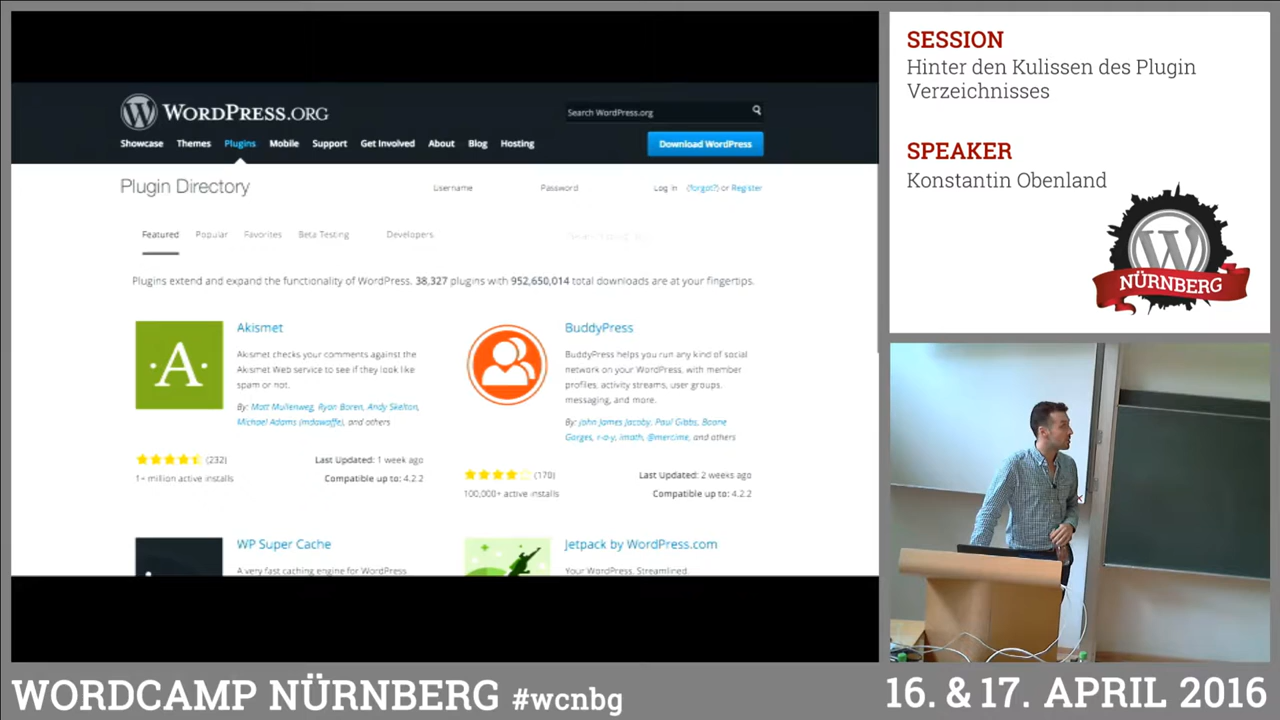 WORDPRESS.ORG
Search WordPress.org
Showcase Themes Plugins Mobile Support Get Involved About Blog Hosting
Download WordPress
Plugin Directory
Username Password Log in (forgot?) or Register
Featured Popular Favorites Beta Testing Developers
Plugins extend and expand the functionality of WordPress. 38,327 plugins with 952,650,014 total downloads are at your fingertips.
Akismet
Akismet checks your comments against the
Akismet Web service to see if they look like
spam or not.
By: Matt Mullenweg, Ryan Boren, Andy Skelton,
Michael Adams (mdawaffe), and others
(232)
1+ million active installs
Last Updated: 1 week ago
Compatible up to: 4.2.2
BuddyPress
BuddyPress helps you run any kind of social
network on your WordPress, with member
profiles, activity streams, user groups,
messaging, and more.
By: John James Jacoby, Paul Gibbs, Boone
Gorges, r-a-y, imath, @mercime, and others
(170)
100,000+ active installs
Last Updated: 2 weeks ago
Compatible up to: 4.2.2
WP Super Cache
A very fast caching engine for WordPress
Jetpack by WordPress.com
Your WordPress. Streamlined.
SESSION
Hinter den Kulissen des Plugin
Verzeichnisses
SPEAKER
Konstantin Obenland
NÜRNBERG
WORDCAMP NÜRNBERG #wcnbg
16. & 17. APRIL 2016